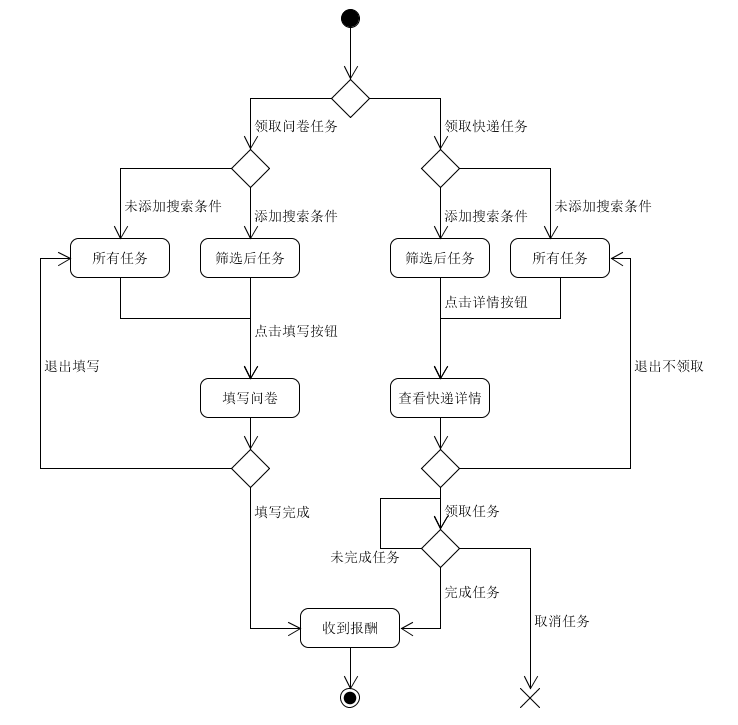 领取问卷任务
领取快递任务
未添加搜索条件
添加搜索条件
添加搜索条件
未添加搜索条件
所有任务
筛选后任务
筛选后任务
所有任务
点击填写按钮
点击详情按钮
退出填写
退出不领取
填写问卷
查看快递详情
填写完成
领取任务
未完成任务
完成任务
取消任务
收到报酬